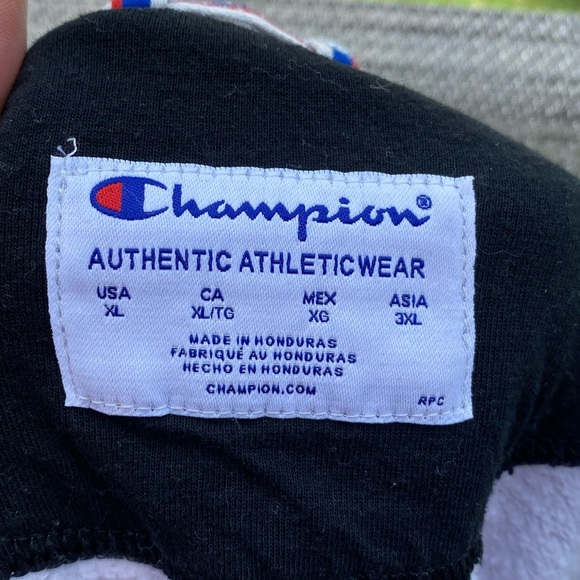 Champion®
AUTHENTIC ATHLETICWEAR
USA CA MEX ASIA
XL XL/TG XG 3XL
MADE IN HONDURAS
FABRIQUÉ AU HONDURAS
HECHO EN HONDURAS
CHAMPION.COM
RPC